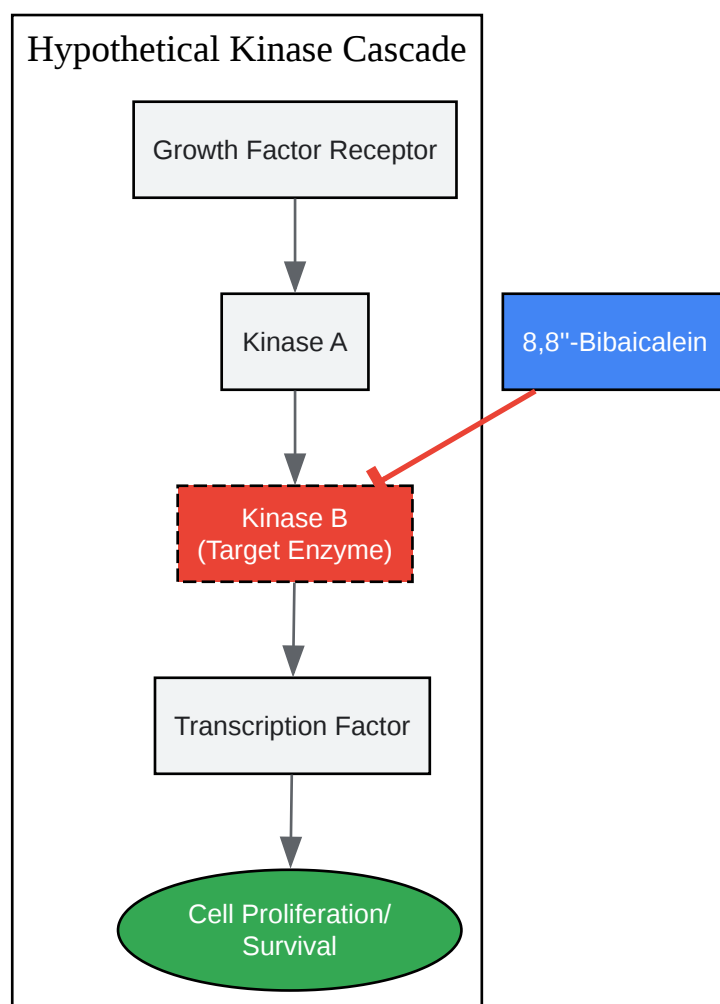 Hypothetical Kinase Cascade
Growth Factor Receptor
Kinase A
8,8"-Bibaicalein
Kinase B
(Target Enzyme)
Transcription Factor
Cell Proliferation/
Survival